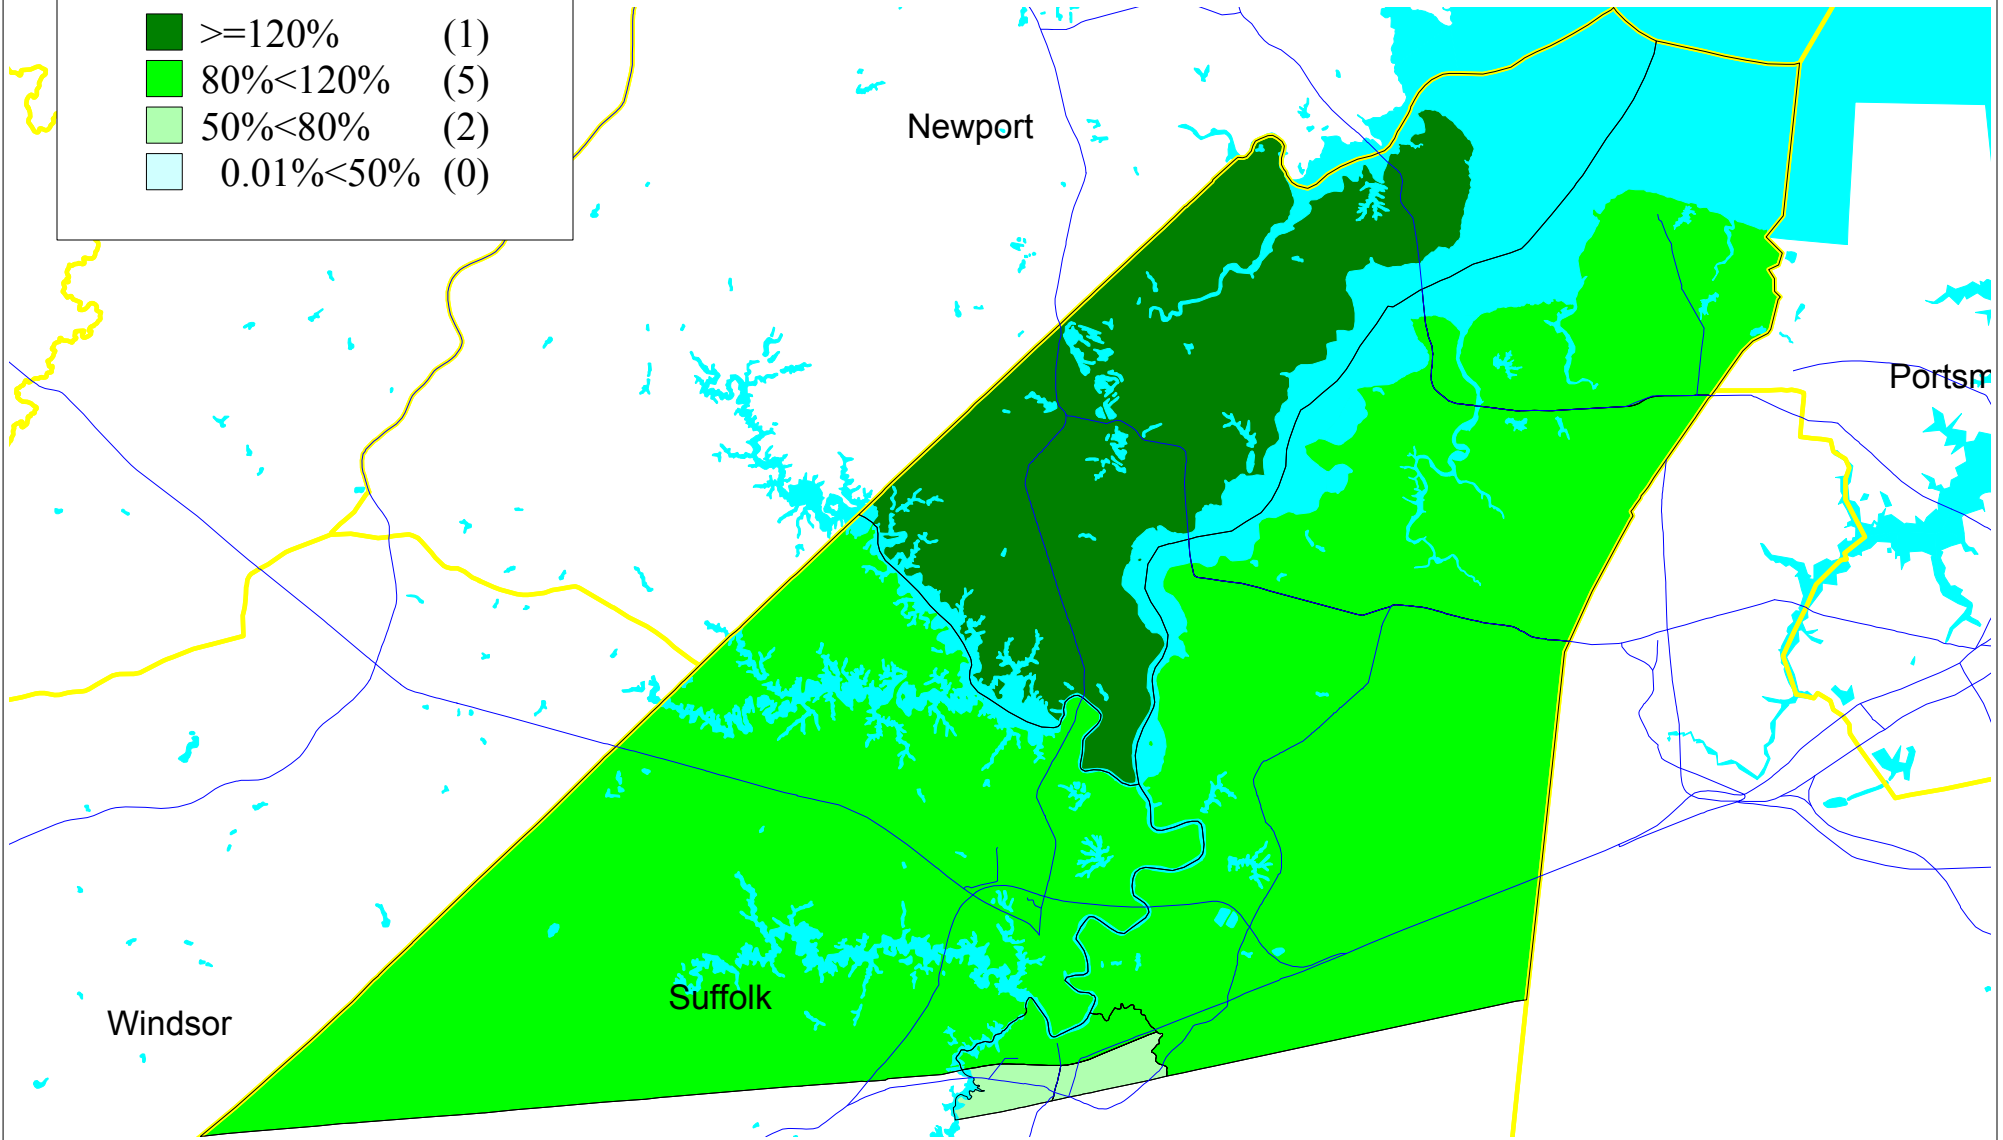 >=120% (1)
80%<120% (5)
50%<80% (2)
0.01%<50% (0)
Newport
Portsm
Suffolk
Windsor